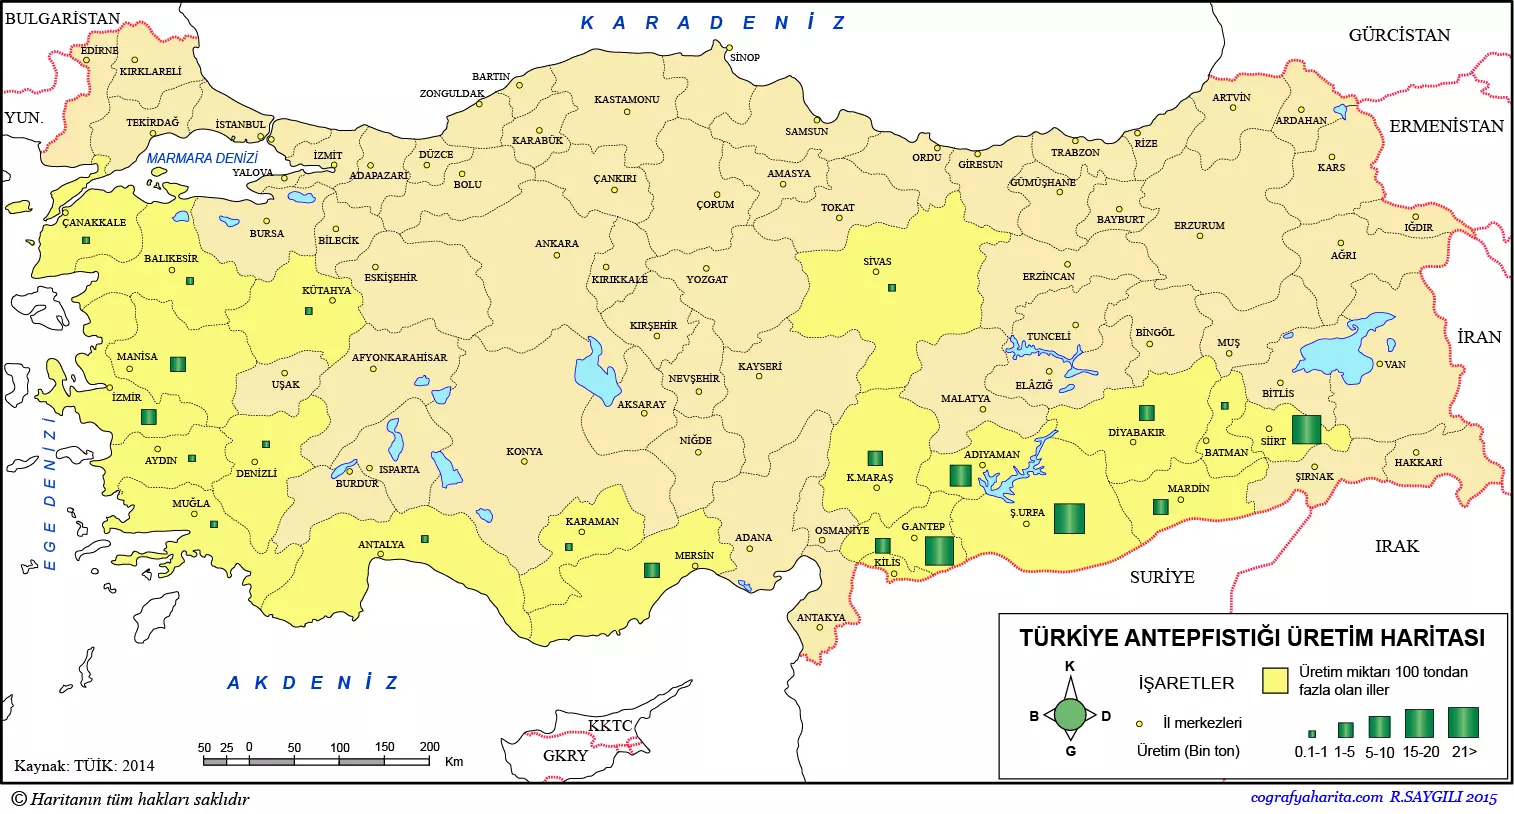 BULGARİSTAN
K A R A D E N İ Z
GÜRCİSTAN
EDİRNE
KIRKLARELİ
SİNOP
BARTIN
ZONGULDAK
KASTAMONU
ARTVİN
ARDAHAN
YUN.
TEKİRDAĞ
İSTANBUL
KARABÜK
SAMSUN
RİZE
ERMENİSTAN
MARMARA DENİZİ
YALOVA
İZMİT
ADAPAZARI
DÜZCE
BOLU
ÇANKIRI
AMASYA
ORDU
GİRESUN
TRABZON
GÜMÜŞHANE
KARS
ÇANAKKALE
BURSA
BİLECİK
ÇORUM
TOKAT
BAYBURT
ERZURUM
IĞDIR
BALIKESİR
ESKİŞEHİR
ANKARA
KIRIKKALE
YOZGAT
SİVAS
ERZİNCAN
AĞRI
KÜTAHYA
KIRŞEHİR
TUNCELİ
BİNGÖL
MUŞ
İRAN
MANİSA
AFYONKARAHİSAR
UŞAK
NEVŞEHİR
KAYSERİ
ELÂZIĞ
BİTLİS
VAN
İZMİR
AKSARAY
MALATYA
EGE DENİZİ
AYDIN
DENİZLİ
ISPARTA
BURDUR
KONYA
NİĞDE
K.MARAŞ
ADIYAMAN
DİYABAKIR
BATMAN
SİİRT
HAKKARİ
ŞIRNAK
MUĞLA
ANTALYA
KARAMAN
MERSİN
ADANA
OSMANİYE
G.ANTEP
KİLİS
Ş.URFA
MARDİN
SURİYE
IRAK
ANTAKYA
A K D E N İ Z
KKTC
GKRY
TÜRKİYE ANTEPFISTIĞI ÜRETİM HARİTASI
K
B D
G
İŞARETLER
İl merkezleri
Üretim (Bin ton)
Üretim miktarı 100 tondan
fazla olan iller
0.1-1 1-5 5-10 15-20 21>
50 25 0 50 100 150 200
Km
Kaynak: TÜİK: 2014
© Haritanın tüm hakları saklıdır
cografyaharita.com R.SAYGILI 2015